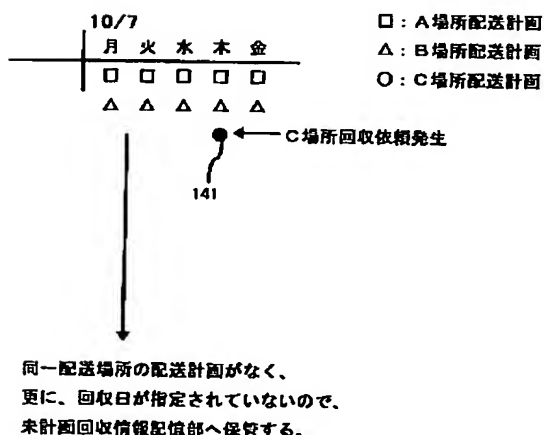 10/7
月 火 水 木 金
□ □ □ □ □
△ △ △ △ △
□:A場所配送計画
△:B場所配送計画
○:C場所配送計画
● ← C場所回収依頼発生
141
同一配送場所の配送計画がなく、
更に、回収日が指定されていないので、
未計画回収情報記憶部へ保管する。